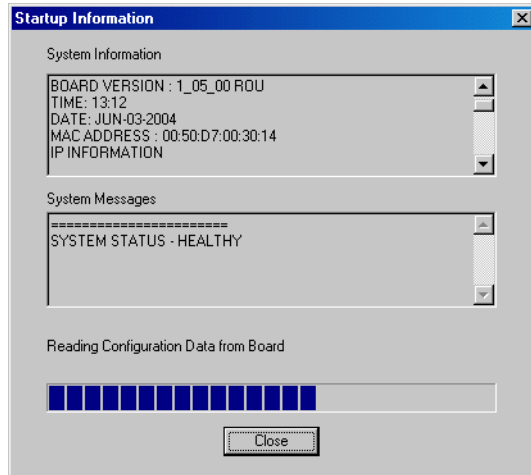 Startup Information
System Information
BOARD VERSION : 1_05_00 ROU
TIME: 13:12
DATE: JUN-03-2004
MAC ADDRESS : 00:50:D7:00:30:14
IP INFORMATION
System Messages
=======================
SYSTEM STATUS - HEALTHY
Reading Configuration Data from Board
Close